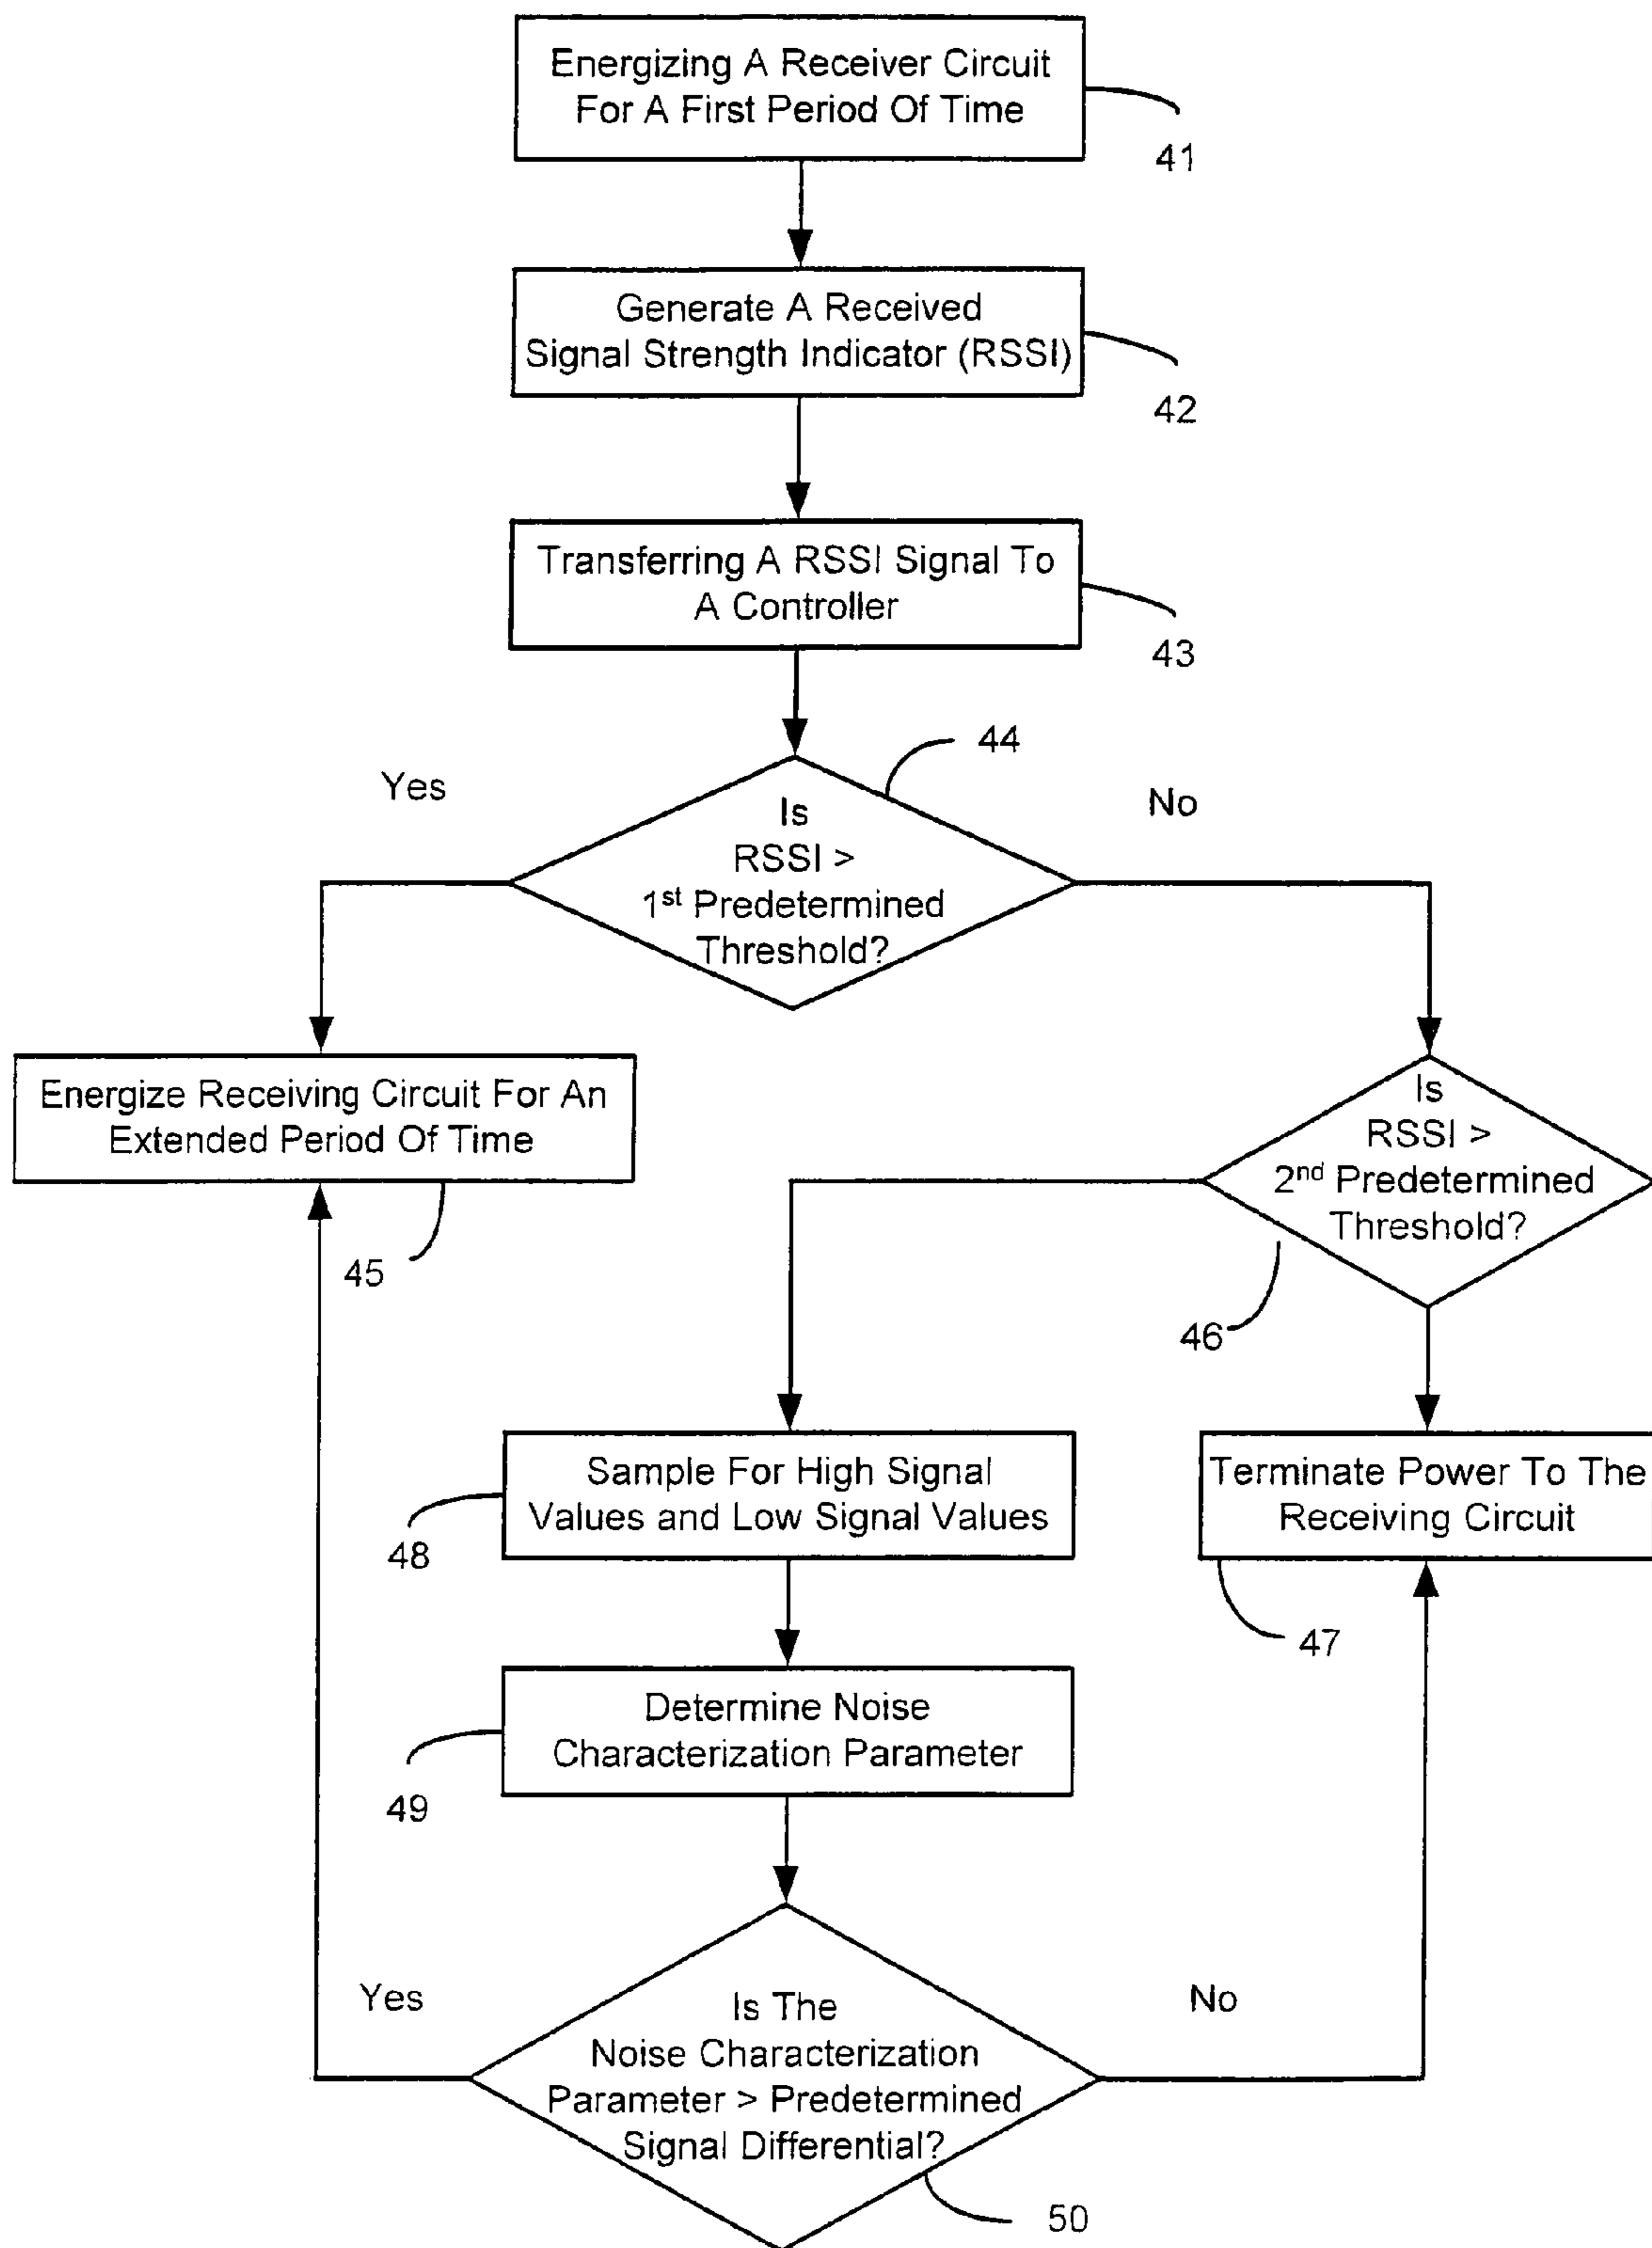 Energizing A Receiver Circuit
For A First Period Of Time
41
Generate A Received
Signal Strength Indicator (RSSI)
42
Transferring A RSSI Signal To
A Controller
43
44
Yes
No
Is
RSSI >
1st Predetermined
Threshold?
Energize Receiving Circuit For An
Extended Period Of Time
45
Is
RSSI >
2nd Predetermined
Threshold?
46
Sample For High Signal
Values and Low Signal Values
48
Terminate Power To The
Receiving Circuit
47
Determine Noise
Characterization Parameter
49
Yes
No
Is The
Noise Characterization
Parameter > Predetermined
Signal Differential?
50